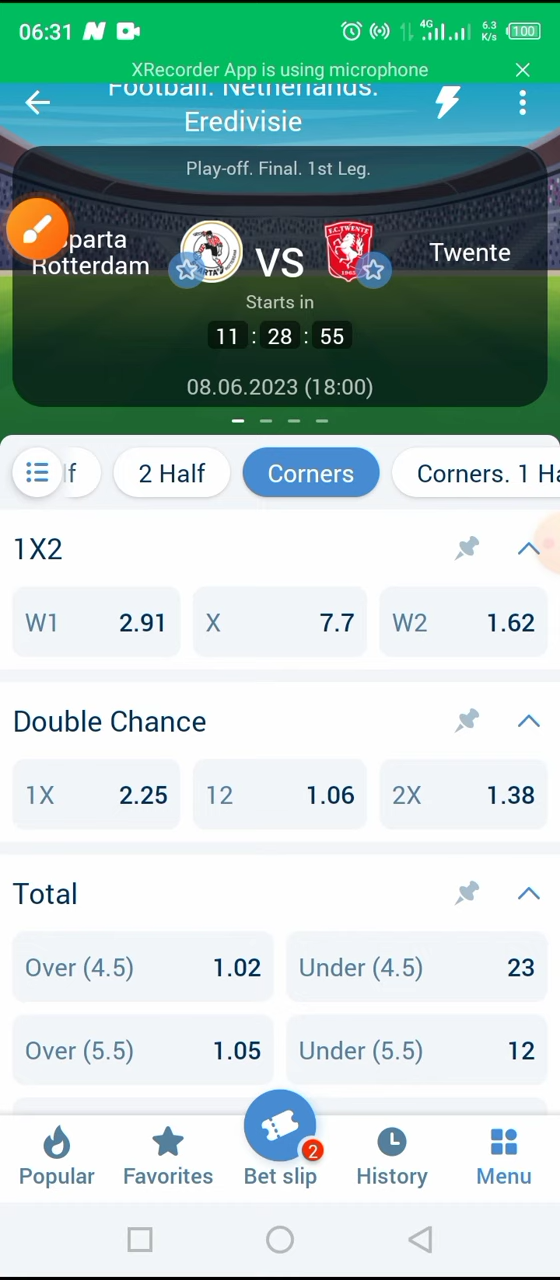 06:31
4G
6.3
K/s
100
XRecorder App is using microphone
Football. Netherlands.
Eredivisie
Play-off. Final. 1st Leg.
Rotterdam
VS
Twente
Starts in
11 : 28 : 55
08.06.2023 (18:00)
2 Half
Corners
Corners. 1 Ha
1X2
W1 2.91
X 7.7
W2 1.62
Double Chance
1X 2.25
12 1.06
2X 1.38
Total
Over (4.5) 1.02
Under (4.5) 23
Over (5.5) 1.05
Under (5.5) 12
Popular
Favorites
Bet slip
2
History
Menu